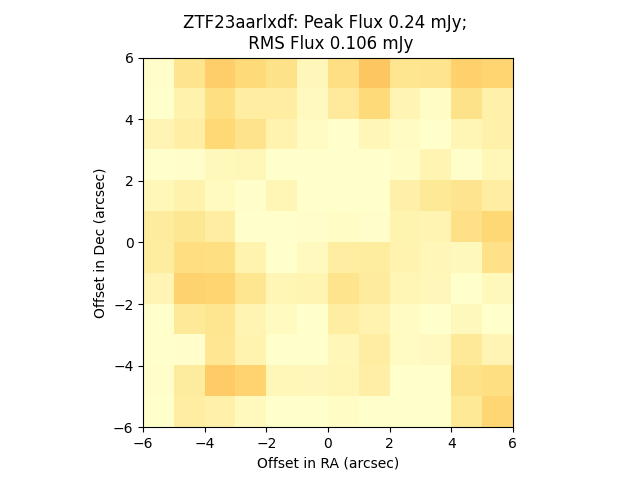 ZTF23aarlxdf: Peak Flux 0.24 mJy;
RMS Flux 0.106 mJy
6
4
2
0
−2
−4
−6
Offset in Dec (arcsec)
−6 −4 −2 0 2 4 6
Offset in RA (arcsec)